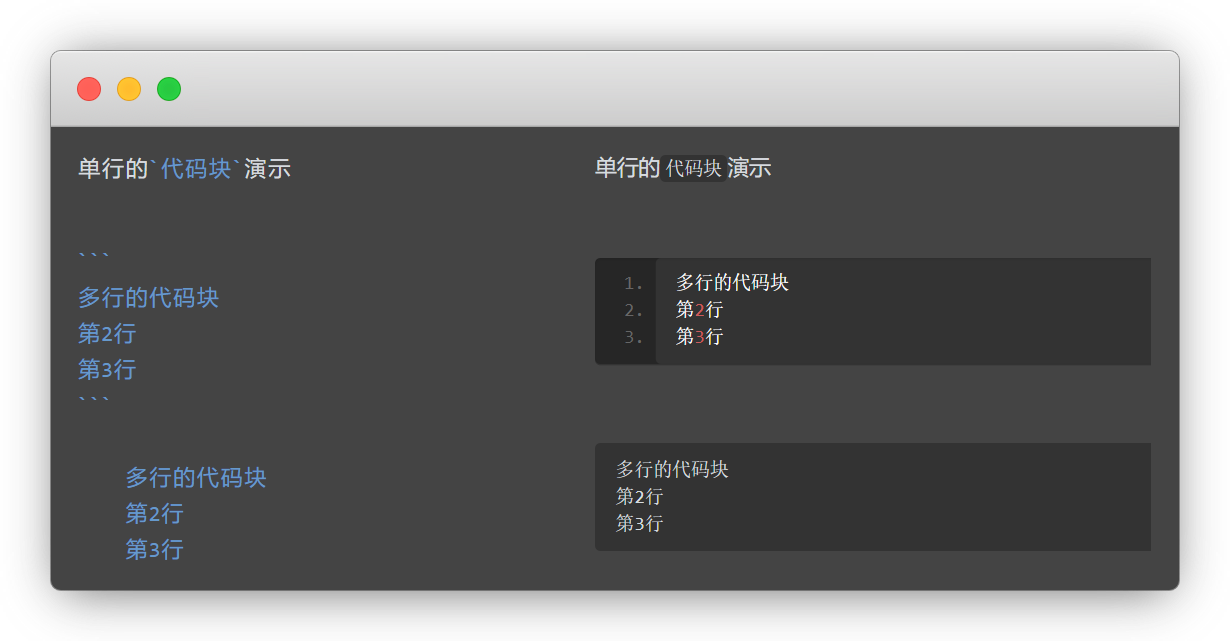 单行的`代码块`演示
```
多行的代码块
第2行
第3行
```
多行的代码块
第2行
第3行
单行的代码块演示
1. 多行的代码块
2. 第2行
3. 第3行
多行的代码块
第2行
第3行